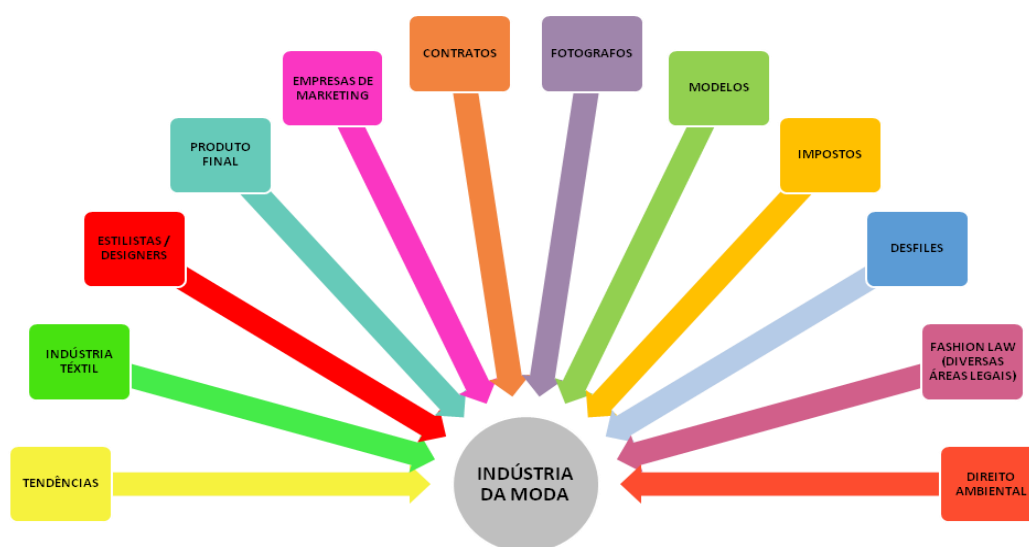 CONTRATOS
FOTOGRAFOS
EMPRESAS DE
MARKETING
MODELOS
PRODUTO
FINAL
IMPOSTOS
ESTILISTAS /
DESIGNERS
DESFILES
INDÚSTRIA
TÉXTIL
FASHION LAW
(DIVERSAS
ÁREAS LEGAIS)
TENDÊNCIAS
INDÚSTRIA
DA MODA
DIREITO
AMBIENTAL